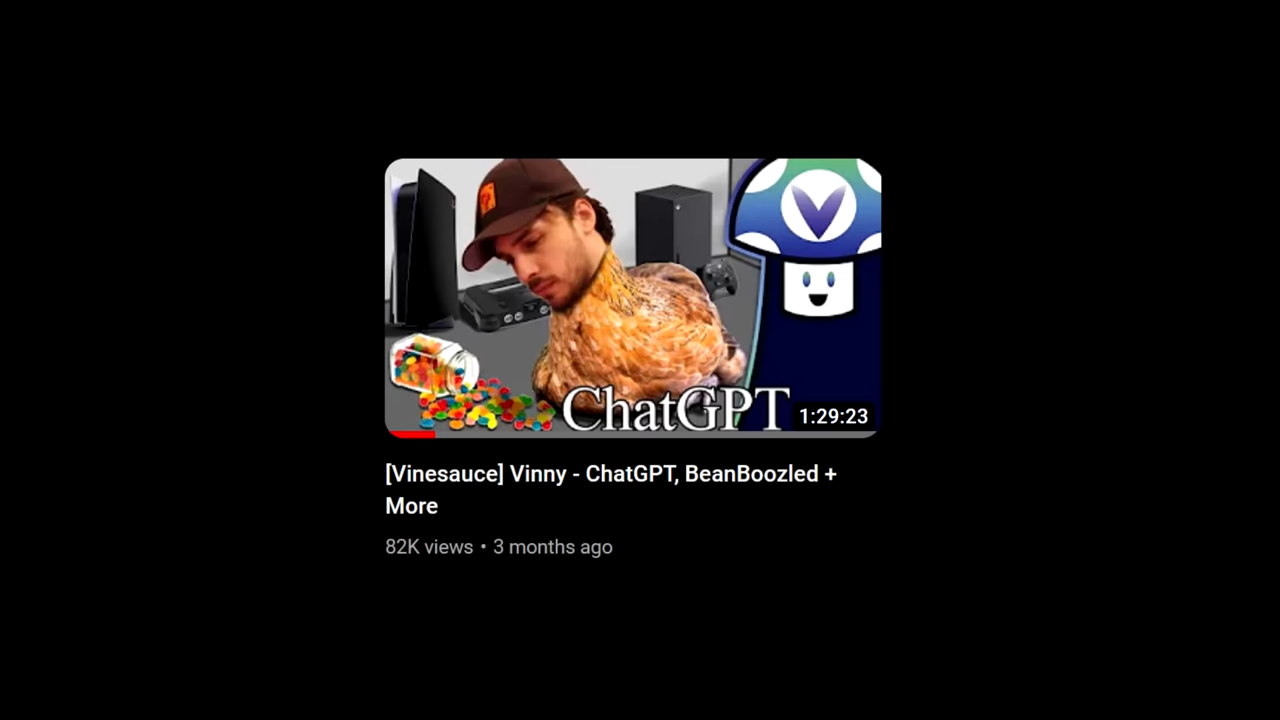 ChatGPT
1:29:23
[Vinesauce] Vinny - ChatGPT, BeanBoozled +
More
82K views • 3 months ago